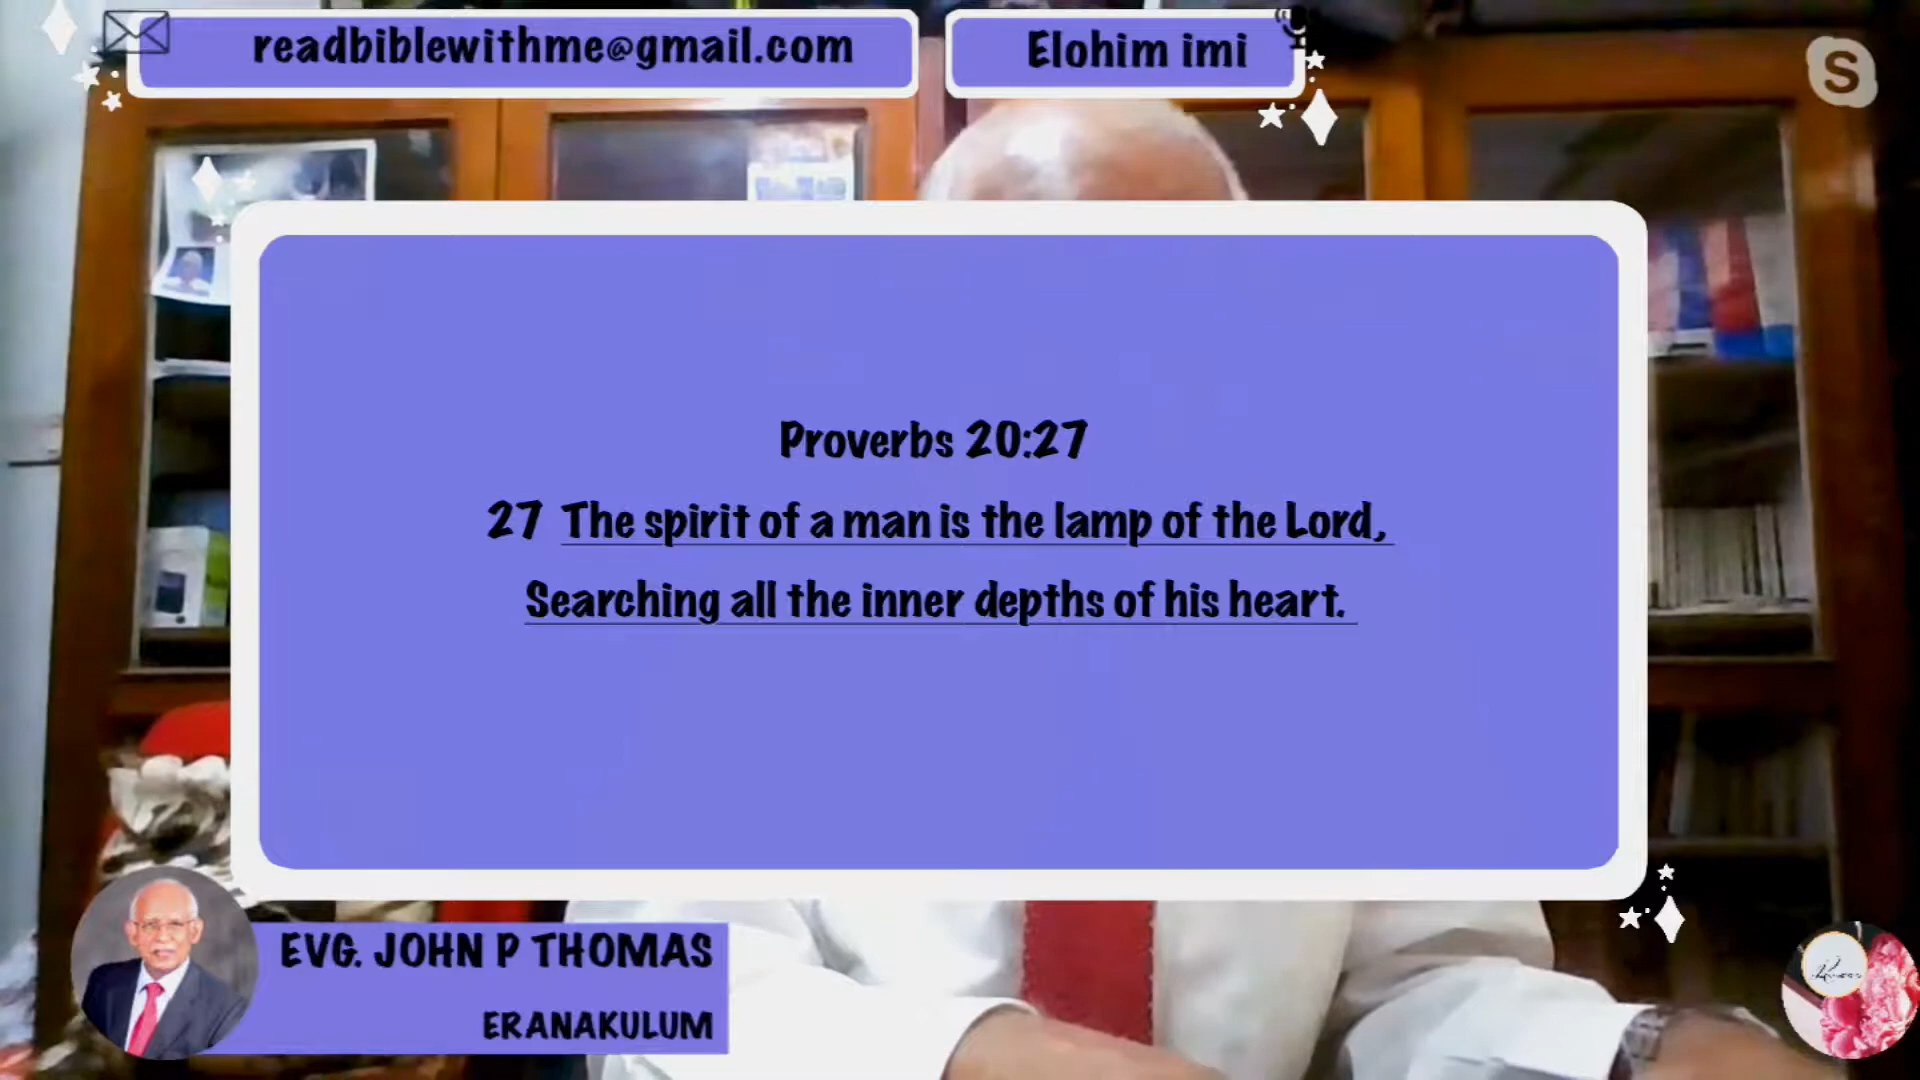 readbiblewithme@gmail.com
Elohim imi
Proverbs 20:27
27 The spirit of a man is the lamp of the Lord,
Searching all the inner depths of his heart.
EVG. JOHN P THOMAS
ERANAKULUM